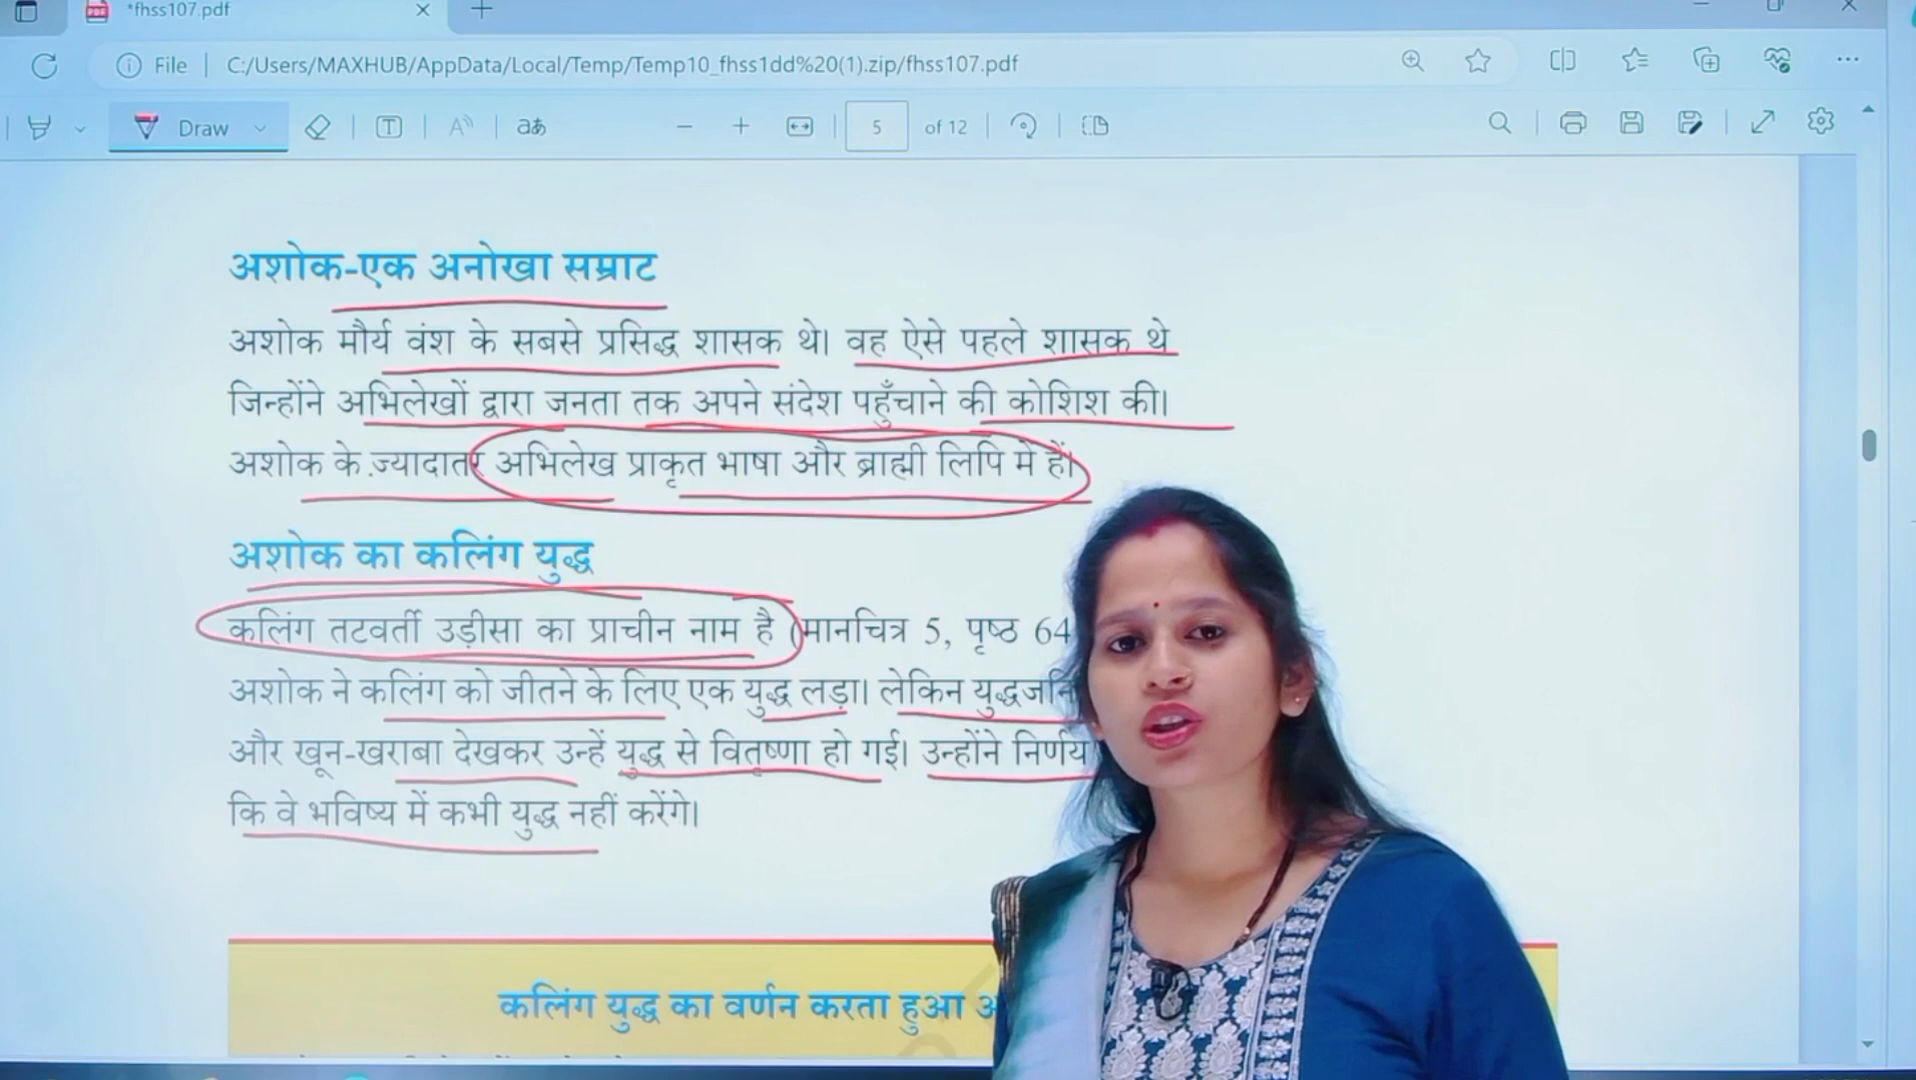 *fhss107.pdf
File | C:/Users/MAXHUB/AppData/Local/Temp/Temp10_fhss1dd%20(1).zip/fhss107.pdf
Draw 5 of 12
अशोक-एक अनोखा सम्राट
अशोक मौर्य वंश के सबसे प्रसिद्ध शासक थे। वह ऐसे पहले शासक थे
जिन्होंने अभिलेखों द्वारा जनता तक अपने संदेश पहुँचाने की कोशिश की।
अशोक के ज़्यादातर अभिलेख प्राकृत भाषा और ब्राह्मी लिपि में हैं।
अशोक का कलिंग युद्ध
कलिंग तटवर्ती उड़ीसा का प्राचीन नाम है (मानचित्र 5, पृष्ठ 64
अशोक ने कलिंग को जीतने के लिए एक युद्ध लड़ा। लेकिन
और खून-खराबा देखकर उन्हें युद्ध से वितृष्णा हो गई। उन्होंने निर्णय
कि वे भविष्य में कभी युद्ध नहीं करेंगे।
कलिंग युद्ध का वर्णन करता हुआ